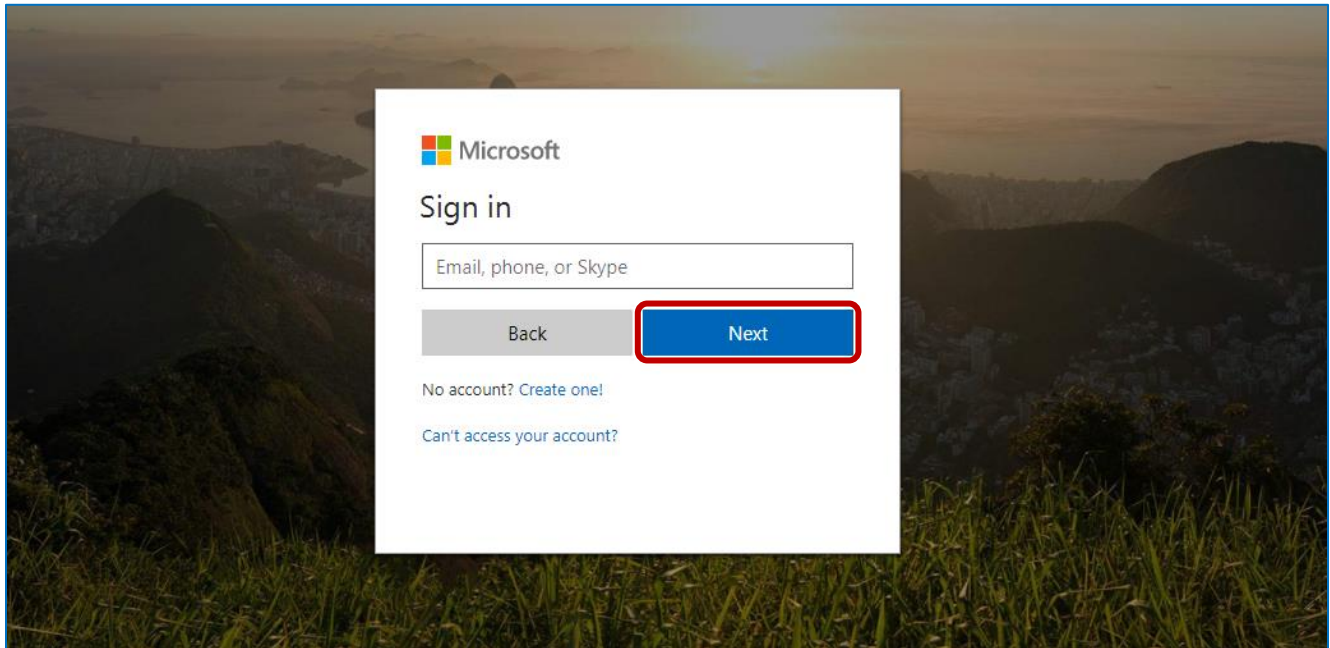 Microsoft
Sign in
Email, phone, or Skype
Back Next
No account? Create one!
Can't access your account?